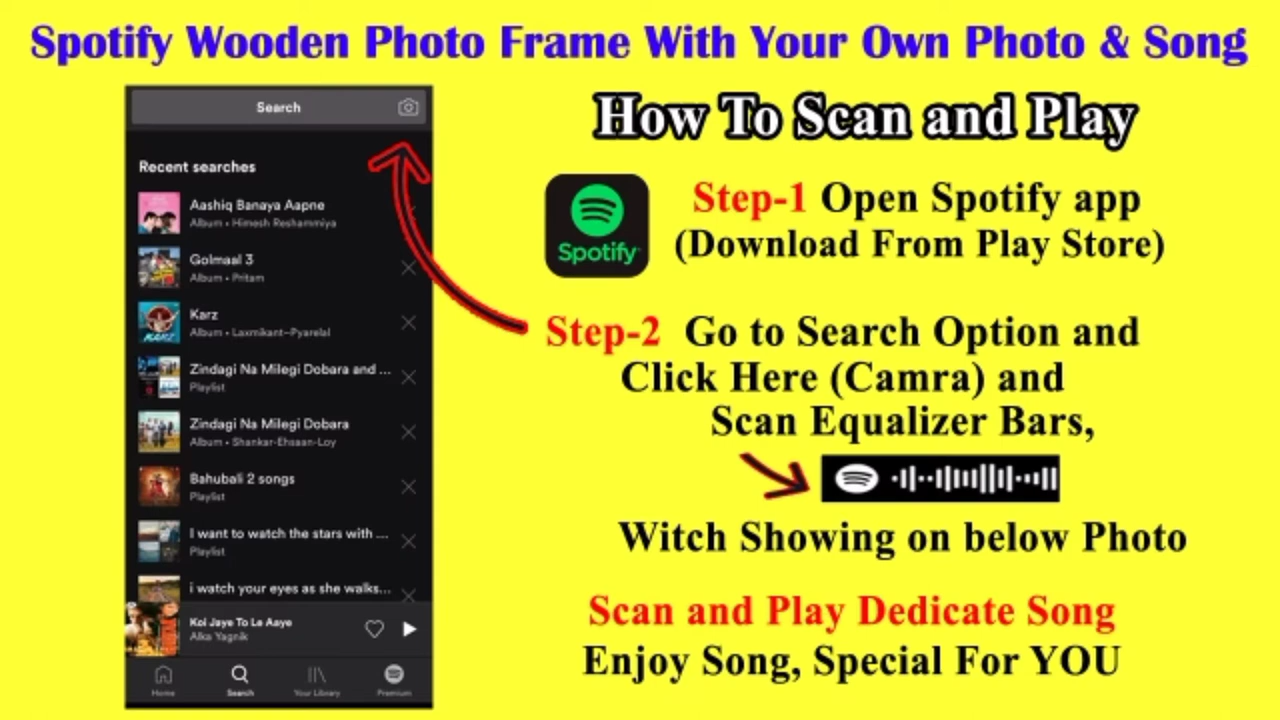 Spotify Wooden Photo Frame With Your Own Photo & Song
Search
Recent searches
Aashiq Banaya Aapne
Album • Himesh Reshammiya
Golmaal 3
Album • Pritam
Karz
Album • Laxmikant–Pyarelal
Zindagi Na Milegi Dobara and ...
Playlist
Zindagi Na Milegi Dobara
Album • Shankar-Ehsaan-Loy
Bahubali 2 songs
Playlist
I want to watch the stars with ...
Playlist
i watch your eyes as she walks...
Koi Jaye To Le Aaye
Alka Yagnik
Home
Search
Your Library
Premium
How To Scan and Play
Spotify
Step-1 Open Spotify app
(Download From Play Store)
Step-2 Go to Search Option and
Click Here (Camra) and
Scan Equalizer Bars,
Witch Showing on below Photo
Scan and Play Dedicate Song
Enjoy Song, Special For YOU